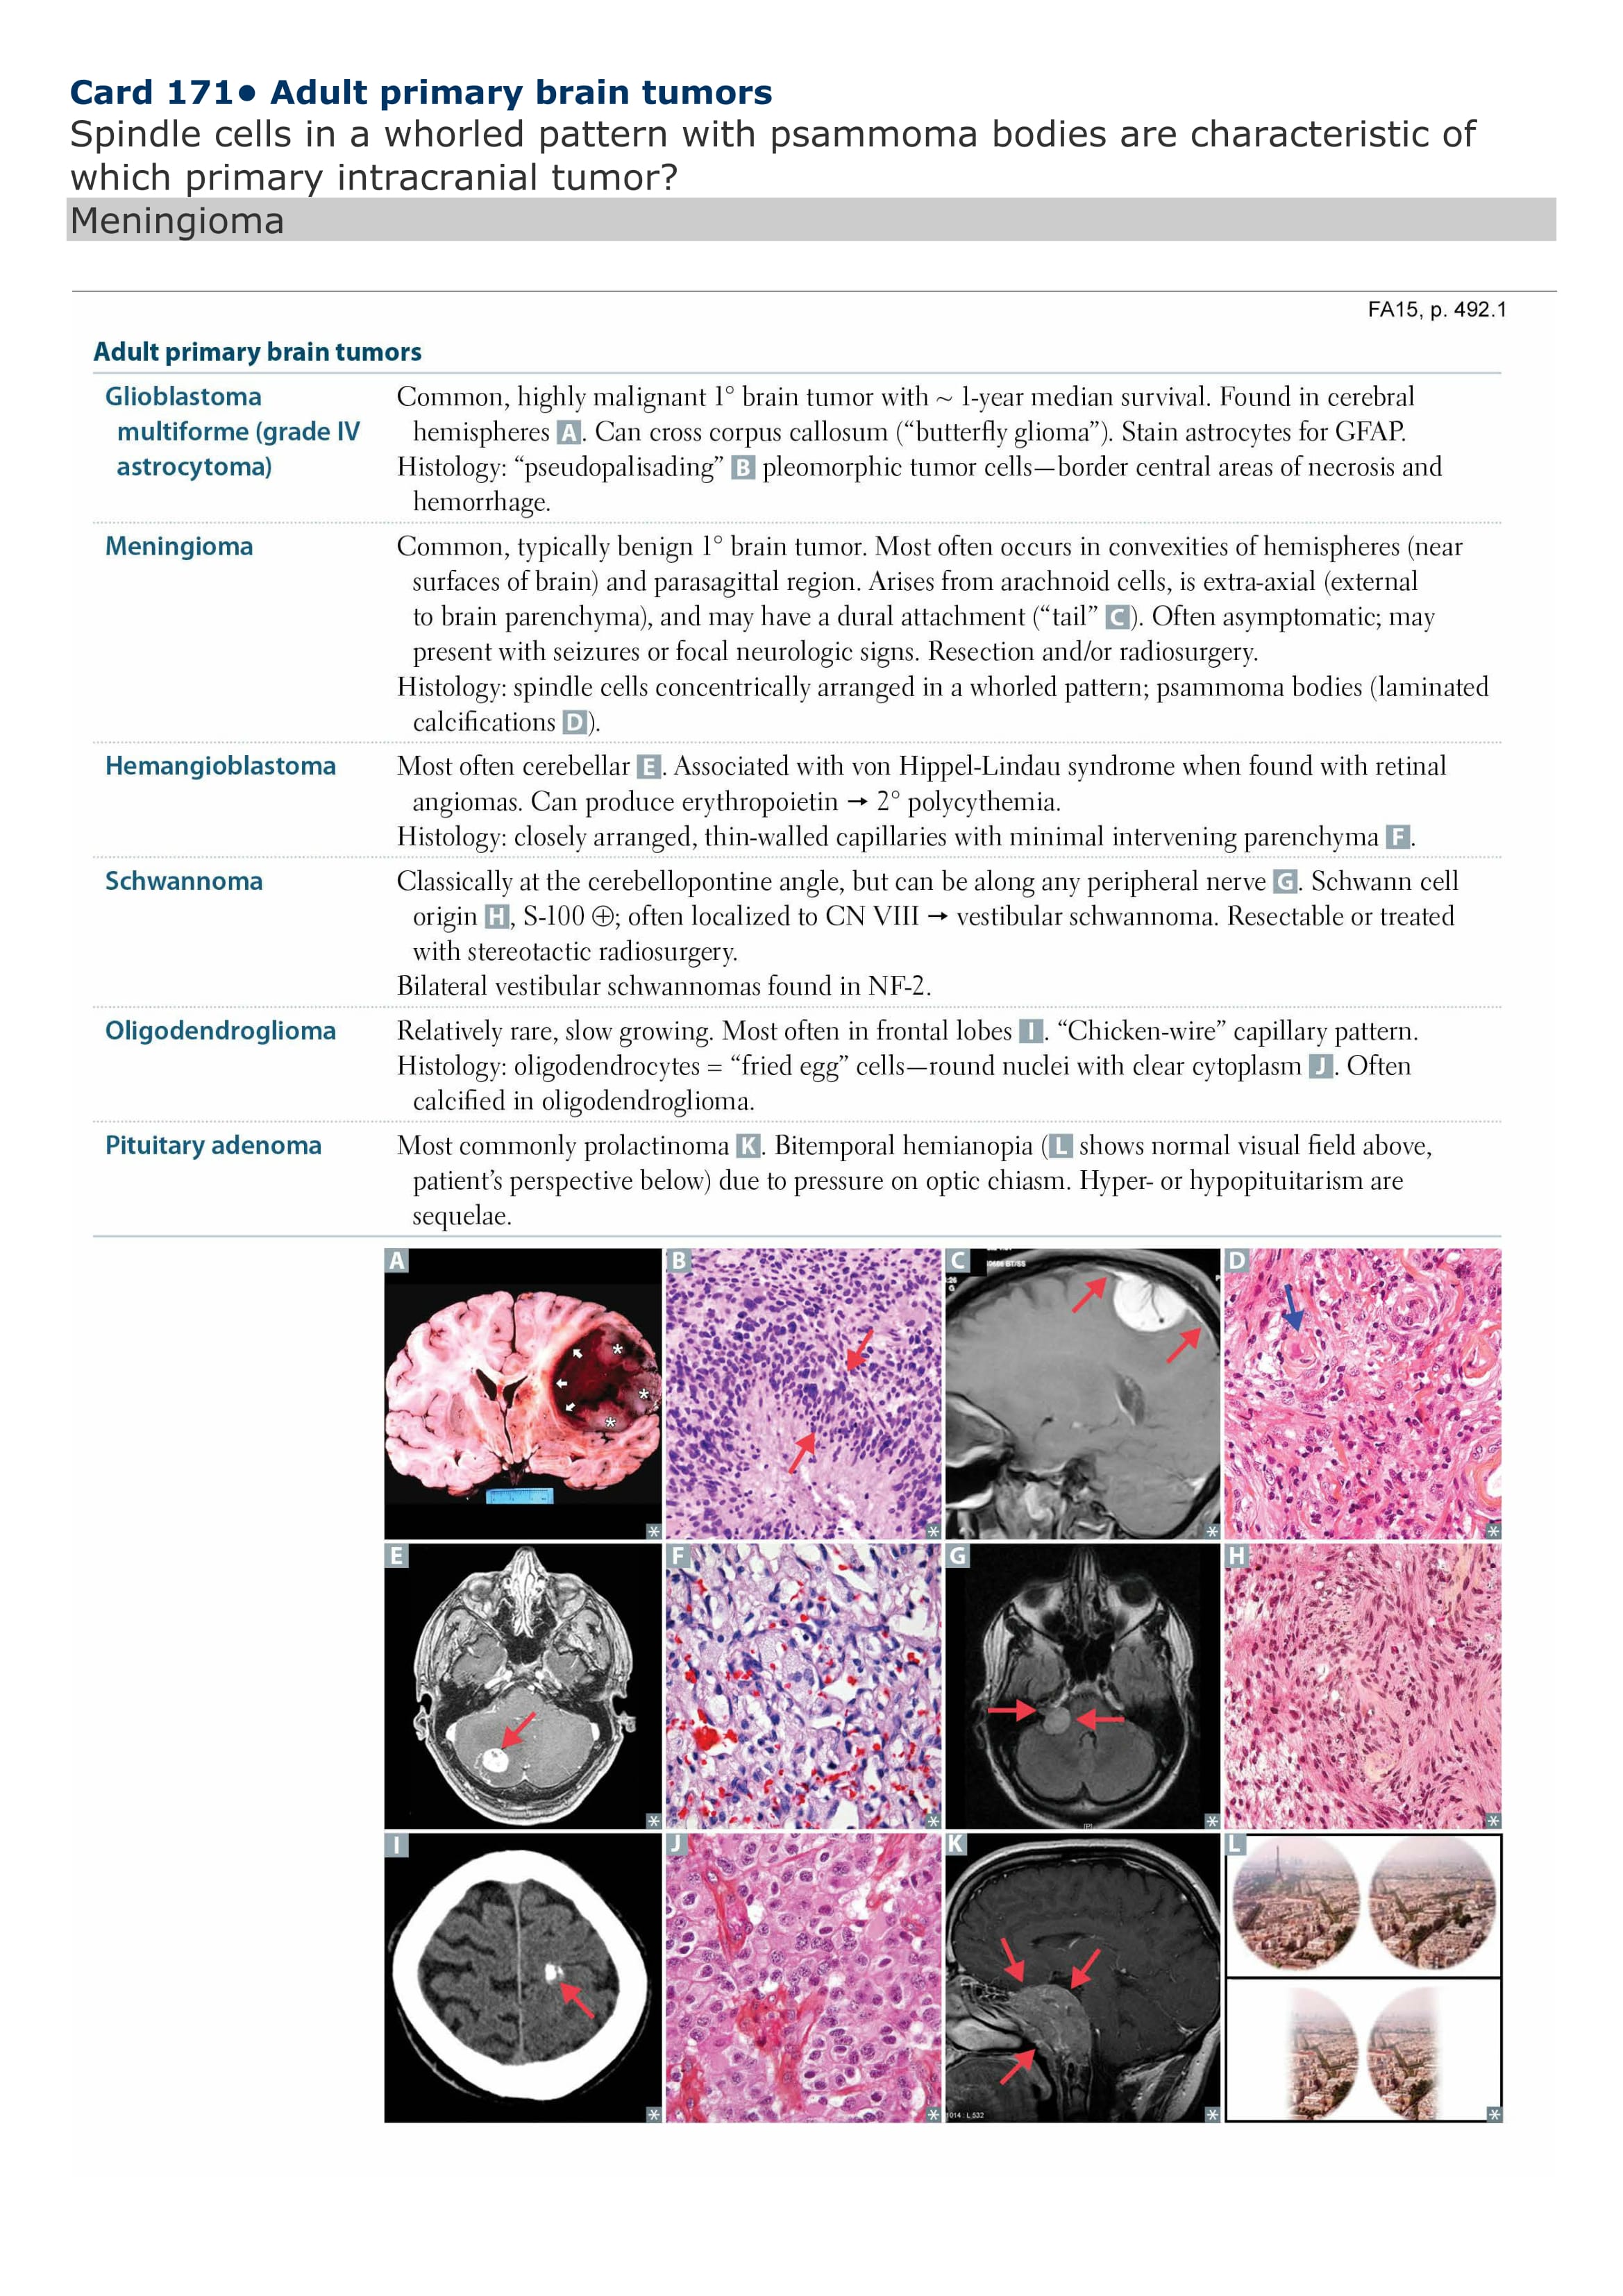 Card 171• Adult primary brain tumors
Spindle cells in a whorled pattern with psammoma bodies are characteristic of
which primary intracranial tumor?
Meningioma
FA15, p. 492.1
Adult primary brain tumors
Glioblastoma
multiforme (grade IV
astrocytoma)
Common, highly malignant 1° brain tumor with ~ 1-year median survival. Found in cerebral
hemispheres A. Can cross corpus callosum (“butterfly glioma”). Stain astrocytes for GFAP.
Histology: “pseudopalisading” B pleomorphic tumor cells—border central areas of necrosis and
hemorrhage.
Meningioma
Common, typically benign 1° brain tumor. Most often occurs in convexities of hemispheres (near
surfaces of brain) and parasagittal region. Arises from arachnoid cells, is extra-axial (external
to brain parenchyma), and may have a dural attachment (“tail” C). Often asymptomatic; may
present with seizures or focal neurologic signs. Resection and/or radiosurgery.
Histology: spindle cells concentrically arranged in a whorled pattern; psammoma bodies (laminated
calcifications D).
Hemangioblastoma
Most often cerebellar E. Associated with von Hippel-Lindau syndrome when found with retinal
angiomas. Can produce erythropoietin → 2° polycythemia.
Histology: closely arranged, thin-walled capillaries with minimal intervening parenchyma F.
Schwannoma
Classically at the cerebellopontine angle, but can be along any peripheral nerve G. Schwann cell
origin H, S-100 ⊕; often localized to CN VIII → vestibular schwannoma. Resectable or treated
with stereotactic radiosurgery.
Bilateral vestibular schwannomas found in NF-2.
Oligodendroglioma
Relatively rare, slow growing. Most often in frontal lobes I. “Chicken-wire” capillary pattern.
Histology: oligodendrocytes = “fried egg” cells—round nuclei with clear cytoplasm J. Often
calcified in oligodendroglioma.
Pituitary adenoma
Most commonly prolactinoma K. Bitemporal hemianopia (L shows normal visual field above,
patient’s perspective below) due to pressure on optic chiasm. Hyper- or hypopituitarism are
sequelae.
A
B
C
D
E
F
G
H
I
J
K
L